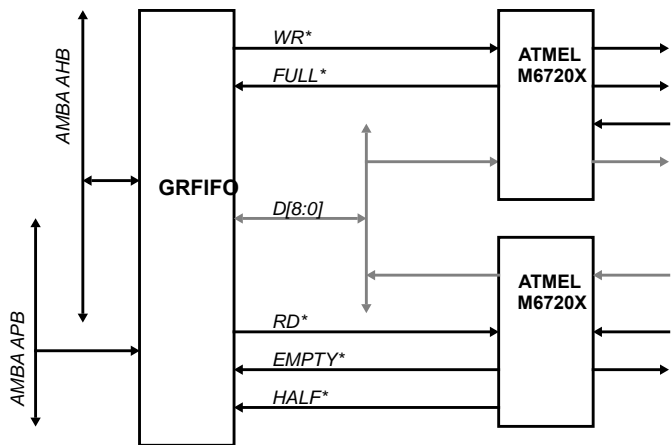 AMBA AHB
AMBA APB
GRFIFO
WR*
FULL*
D[8:0]
RD*
EMPTY*
HALF*
ATMEL
M6720X
ATMEL
M6720X